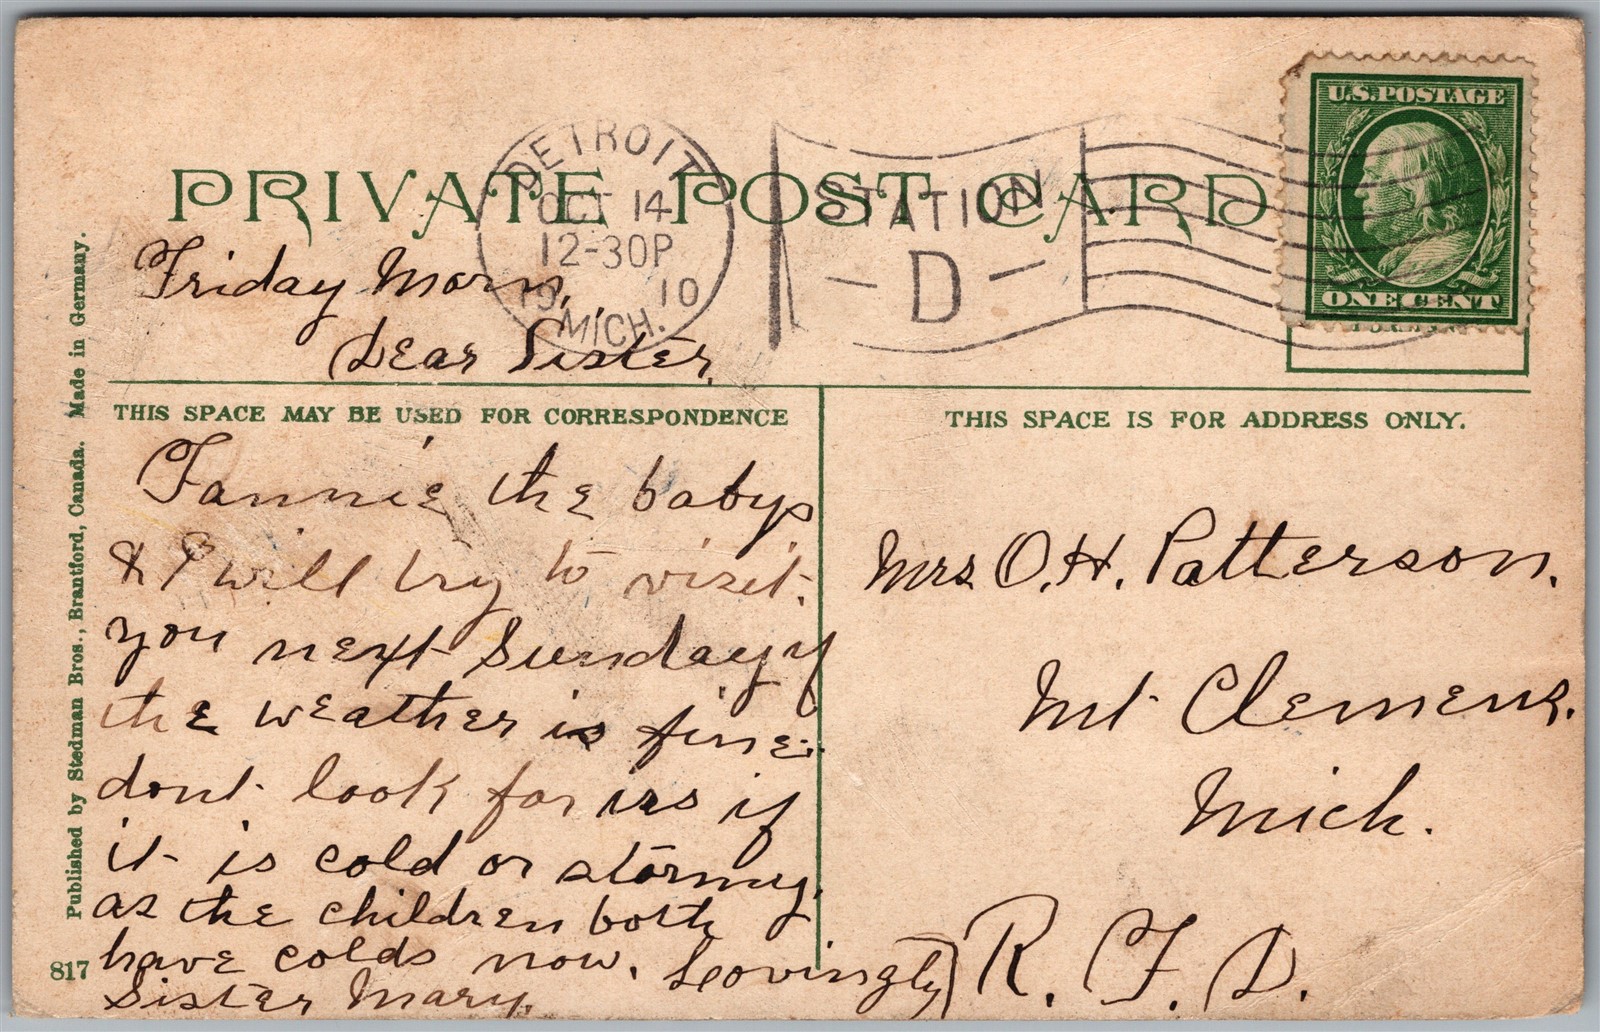 U.S.POSTAGE
ONE CENT
DETROIT
OCT 14
12-30P
10
MICH.
STATION
- D -
PRIVATE POST CARD
Friday Morn,
Dear Sister,
THIS SPACE MAY BE USED FOR CORRESPONDENCE
Fannie the babys
& I will try to visit
you next Sunday if
the weather is fine.
dont look for us if
it is cold or stormy.
as the children both
have colds now. Lovingly
Sister Mary.
THIS SPACE IS FOR ADDRESS ONLY.
Mrs O.H. Patterson.
Mt Clemens.
Mich.
R.F.D.
Published by Stedman Bros., Brantford, Canada. Made in Germany.
817